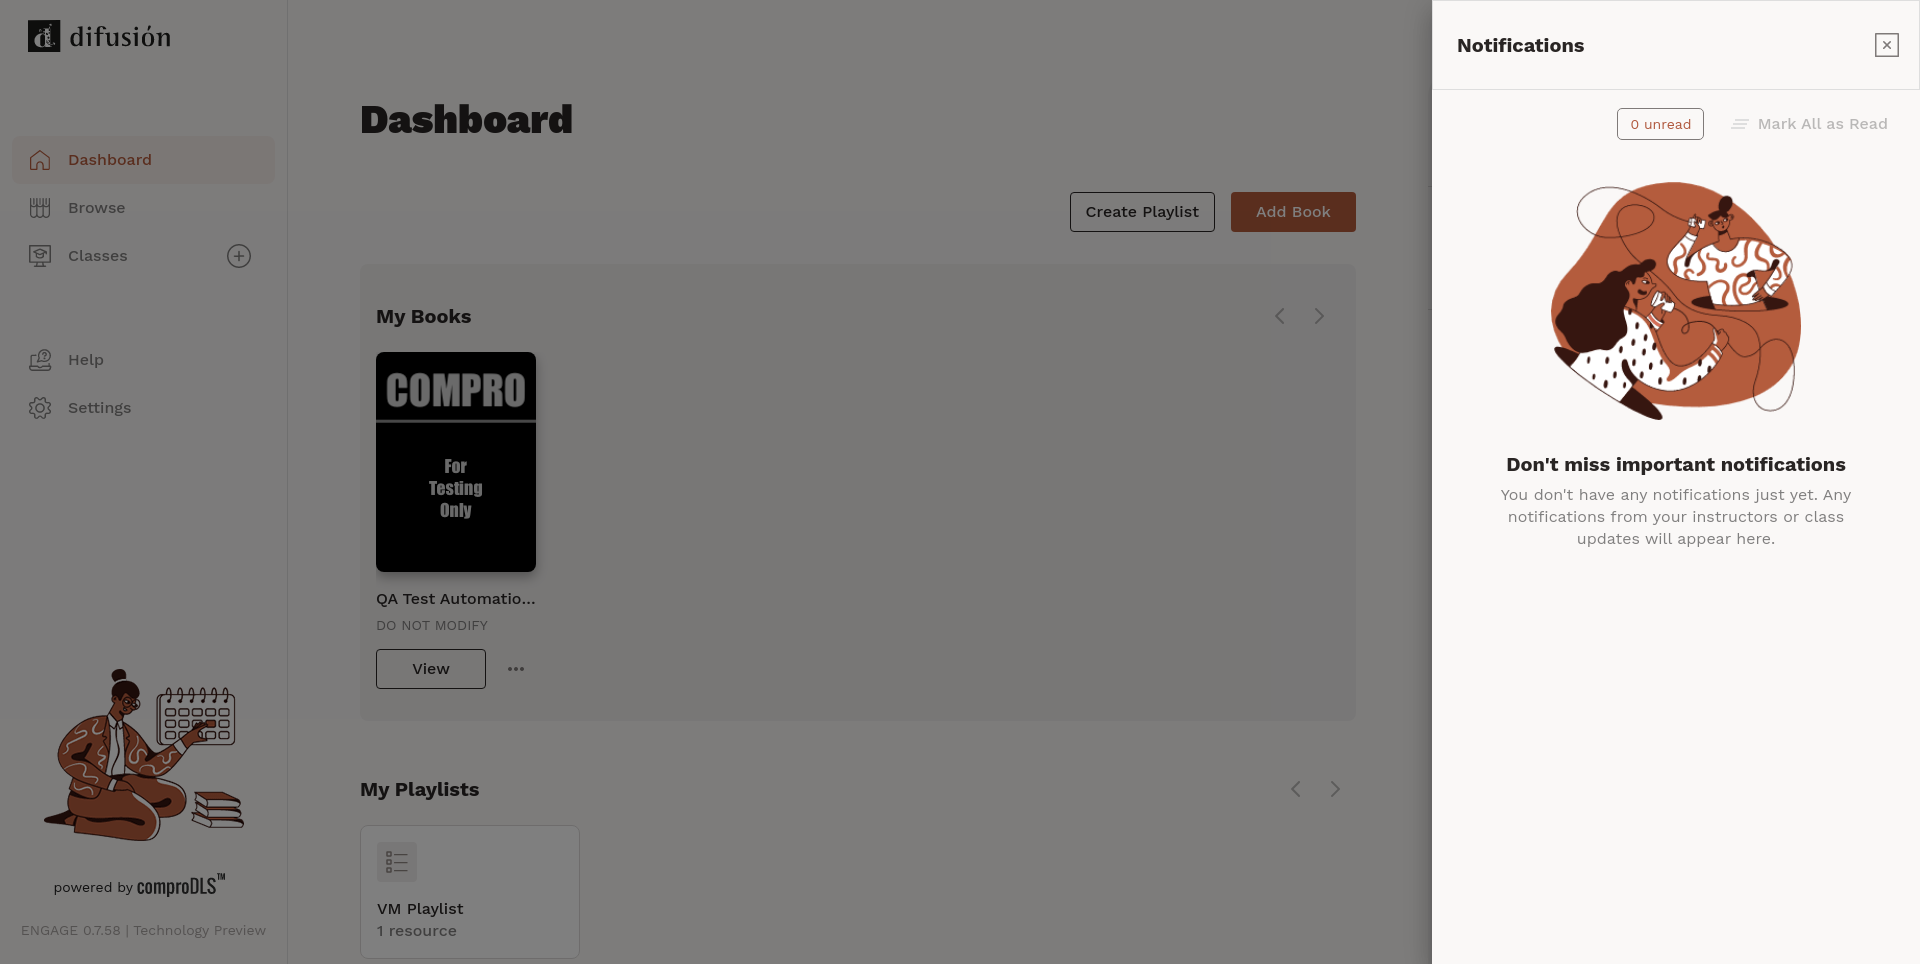 difusión
Dashboard
Browse
Classes
Help
Settings
powered by comproDLS™
ENGAGE 0.7.58 | Technology Preview
Dashboard
Create Playlist
Add Book
My Books
COMPRO
For
Testing
Only
QA Test Automatio...
DO NOT MODIFY
View
My Playlists
VM Playlist
1 resource
Notifications
0 unread
Mark All as Read
Don't miss important notifications
You don't have any notifications just yet. Any
notifications from your instructors or class
updates will appear here.